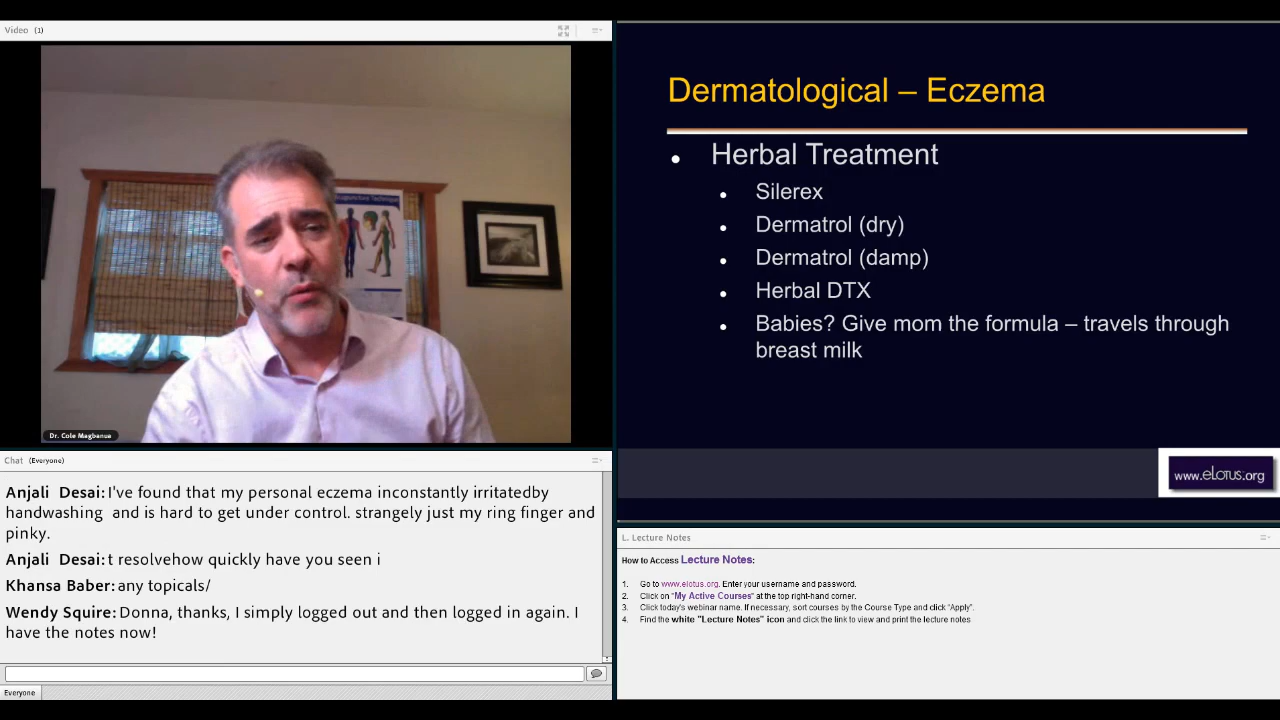 Video (1)
Acupuncture Technique
Dr. Cole Magbanua
Dermatological – Eczema
Herbal Treatment
Silerex
Dermatrol (dry)
Dermatrol (damp)
Herbal DTX
Babies? Give mom the formula – travels through
breast milk
www.eLotus.org
Chat (Everyone)
Anjali Desai: I've found that my personal eczema inconstantly irritatedby
handwashing and is hard to get under control. strangely just my ring finger and
pinky.
Anjali Desai: t resolvehow quickly have you seen i
Khansa Baber: any topicals/
Wendy Squire: Donna, thanks, I simply logged out and then logged in again. I
have the notes now!
Everyone
L. Lecture Notes
How to Access Lecture Notes:
1. Go to www.elotus.org. Enter your username and password.
2. Click on "My Active Courses" at the top right-hand corner.
3. Click today's webinar name. If necessary, sort courses by the Course Type and click "Apply".
4. Find the white "Lecture Notes" icon and click the link to view and print the lecture notes